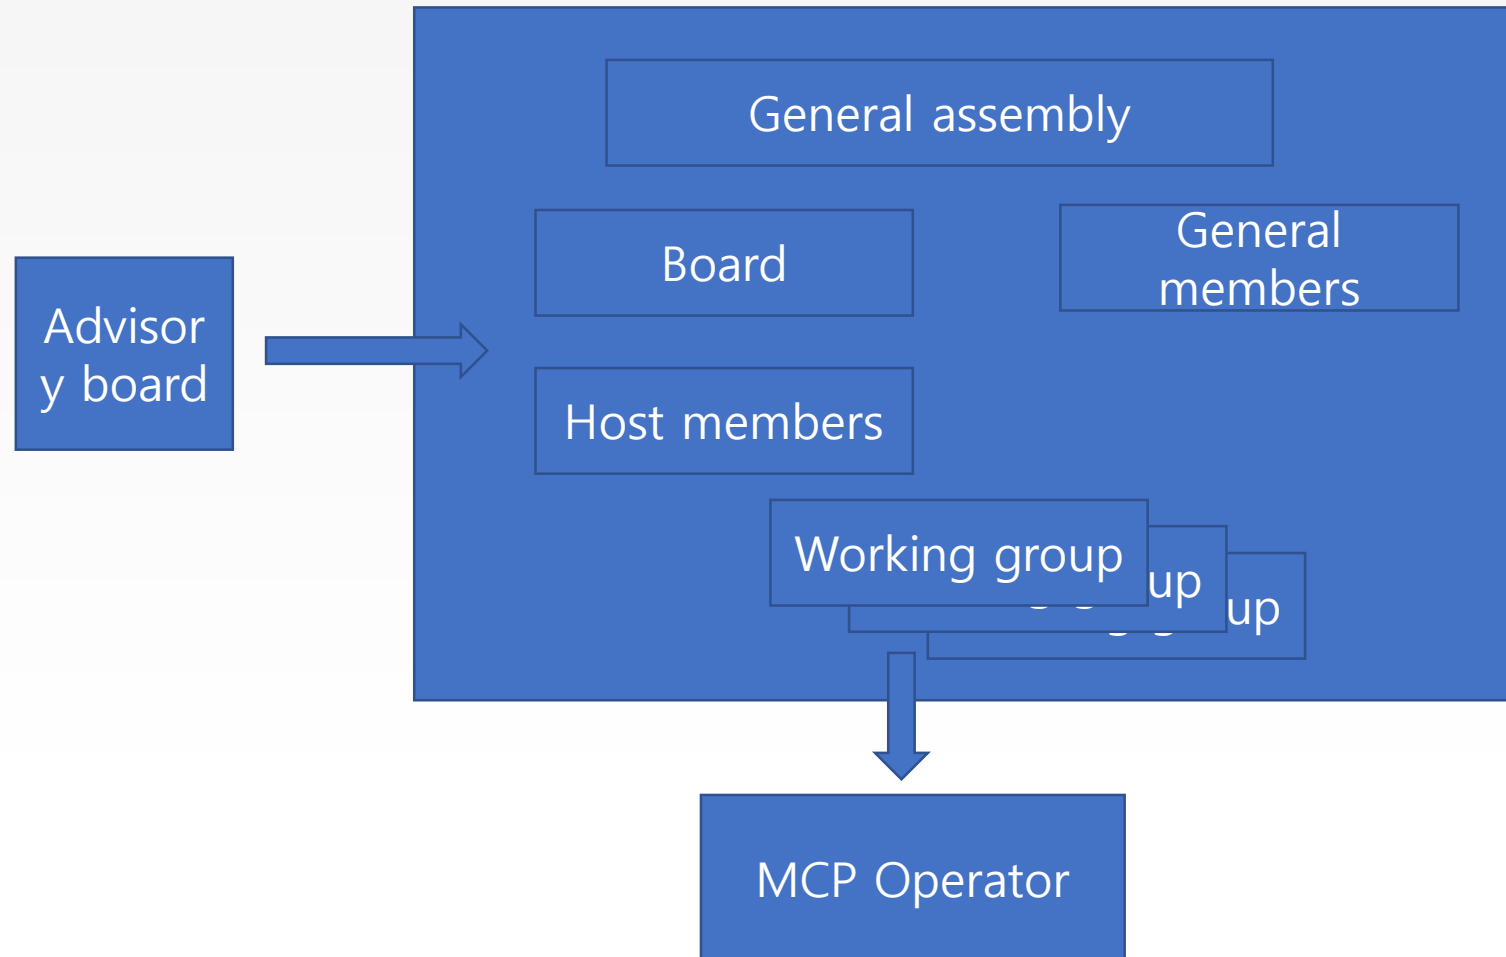 General assembly
Board
General
members
Advisor
y board
Host members
Working group
up
up
MCP Operator